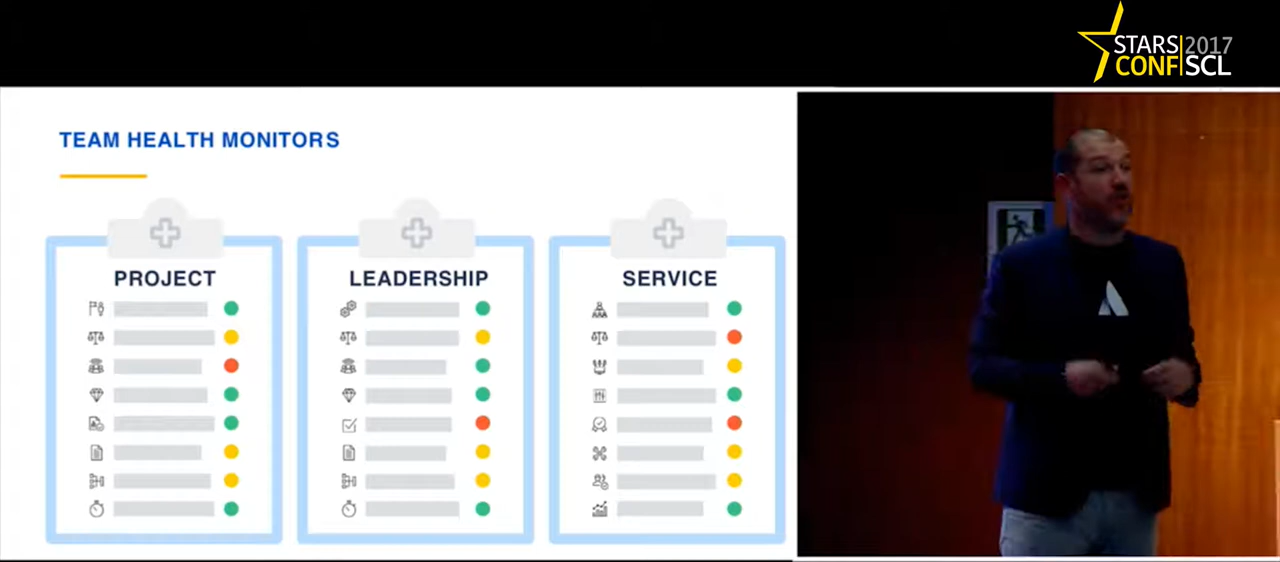 STARS 2017
CONF SCL
TEAM HEALTH MONITORS
PROJECT
LEADERSHIP
SERVICE